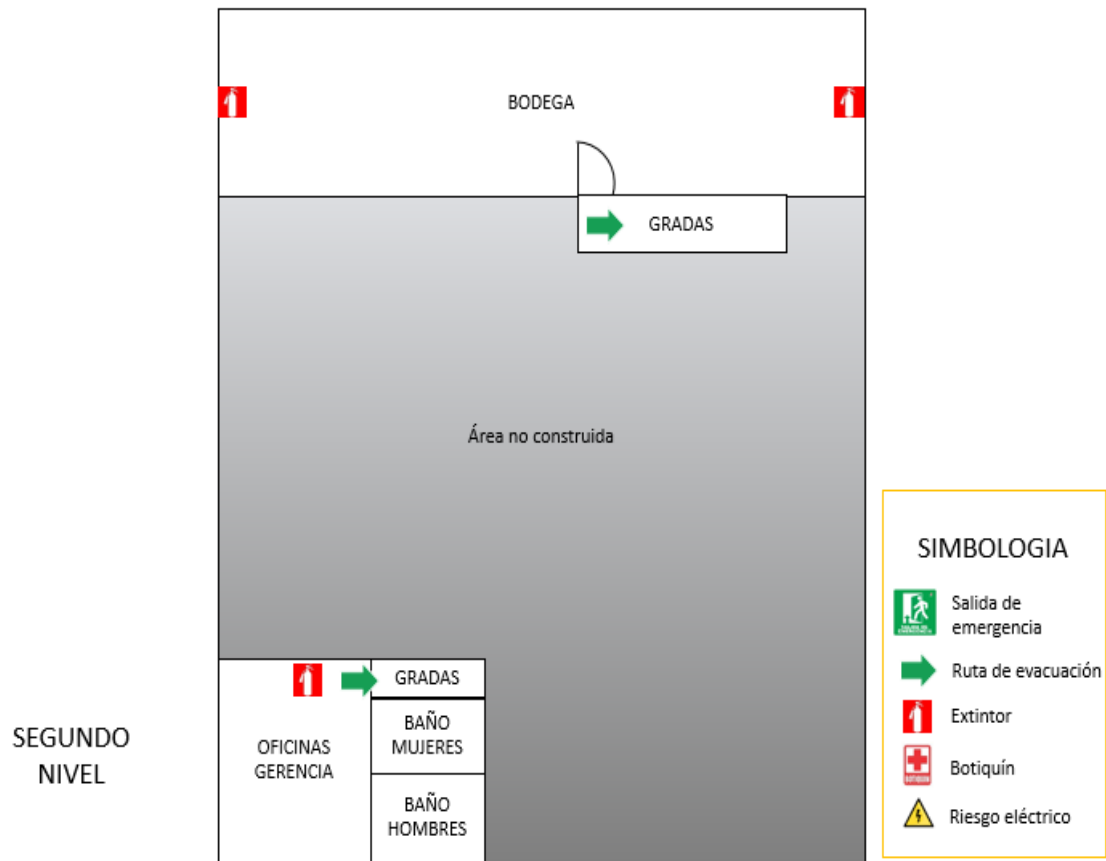 BODEGA
GRADAS
Área no construida
GRADAS
BAÑO
MUJERES
OFICINAS
GERENCIA
BAÑO
HOMBRES
SEGUNDO
NIVEL
SIMBOLOGIA
Salida de
emergencia
Ruta de evacuación
Extintor
Botiquín
Riesgo eléctrico